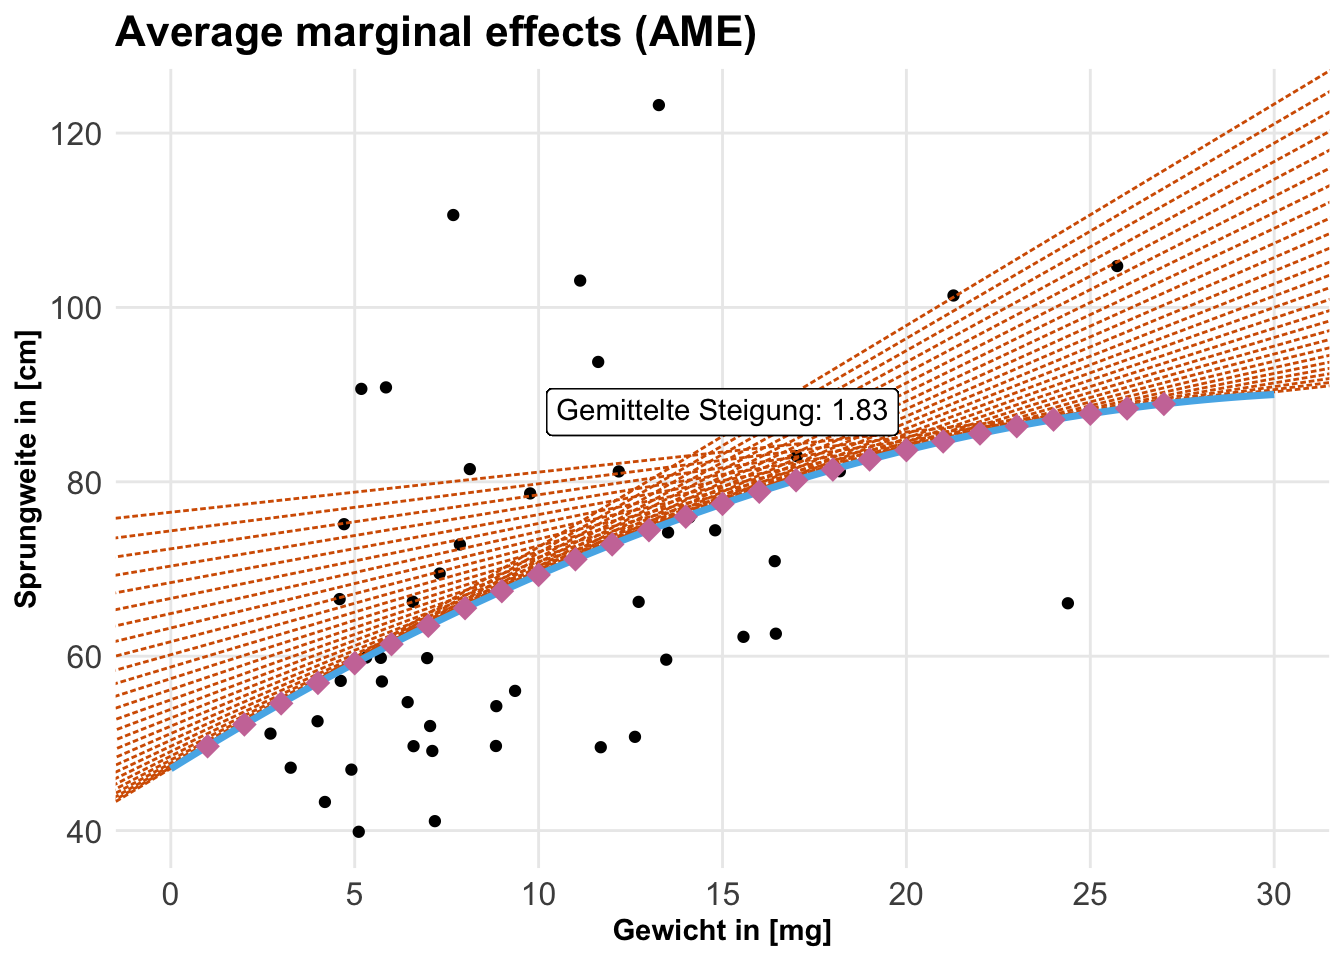 Average marginal effects (AME)
120
100
80
60
40
Sprungweite in [cm]
Gemittelte Steigung: 1.83
0 5 10 15 20 25 30
Gewicht in [mg]